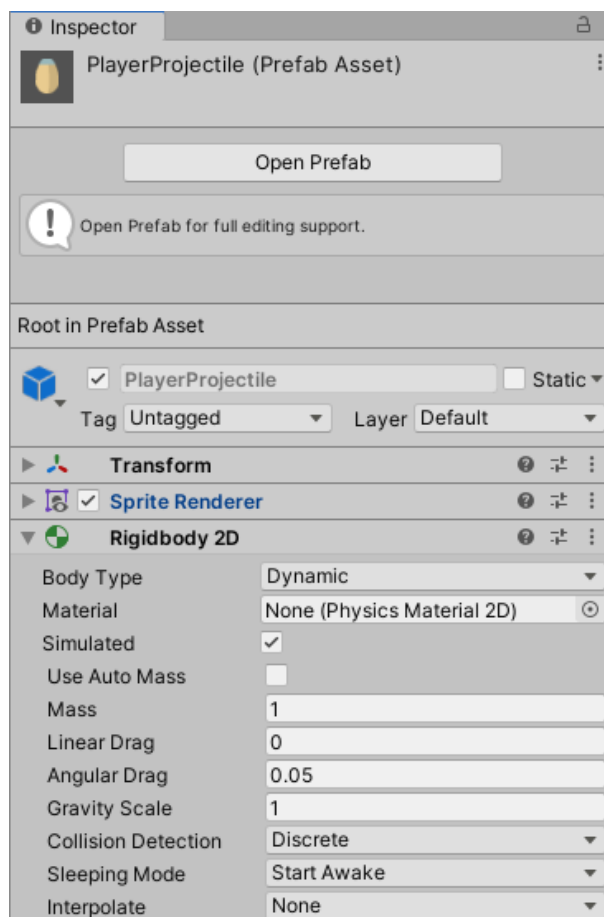 Inspector
PlayerProjectile (Prefab Asset)
Open Prefab
Open Prefab for full editing support.
Root in Prefab Asset
PlayerProjectile Static
Tag Untagged Layer Default
Transform
Sprite Renderer
Rigidbody 2D
Body Type Dynamic
Material None (Physics Material 2D)
Simulated
Use Auto Mass
Mass 1
Linear Drag 0
Angular Drag 0.05
Gravity Scale 1
Collision Detection Discrete
Sleeping Mode Start Awake
Interpolate None